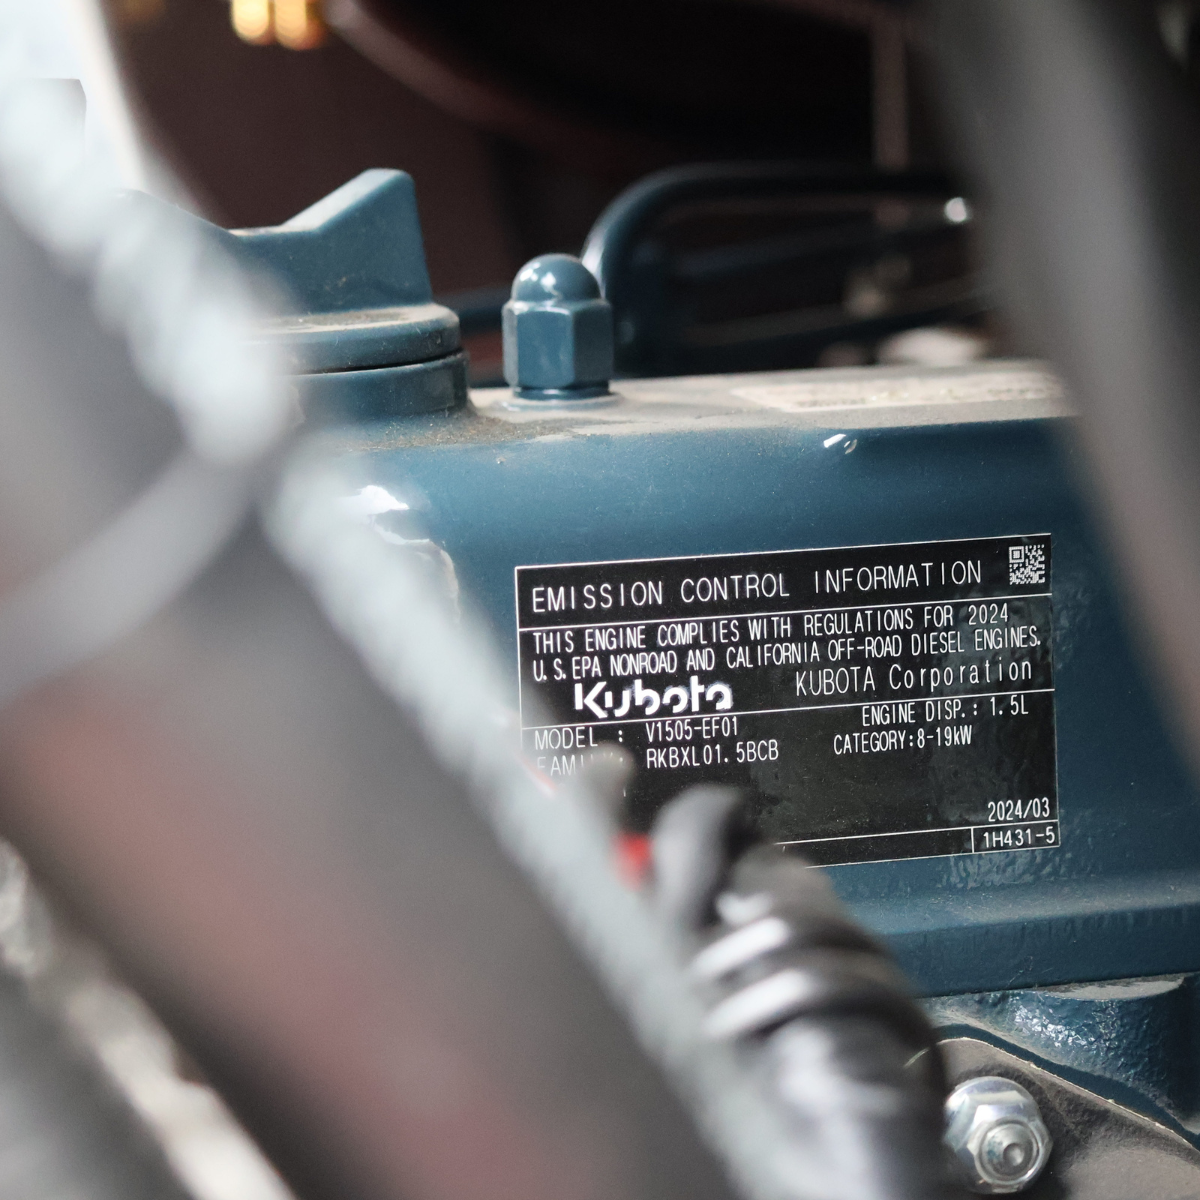 EMISSION CONTROL INFORMATION
THIS ENGINE COMPLIES WITH REGULATIONS FOR 2024
U.S. EPA NONROAD AND CALIFORNIA OFF-ROAD DIESEL ENGINES.
Kubota KUBOTA Corporation
MODEL : V1505-EF01 ENGINE DISP.: 1.5L
RKBXL01.5BCB CATEGORY:8-19kW
2024/03
1H431-5